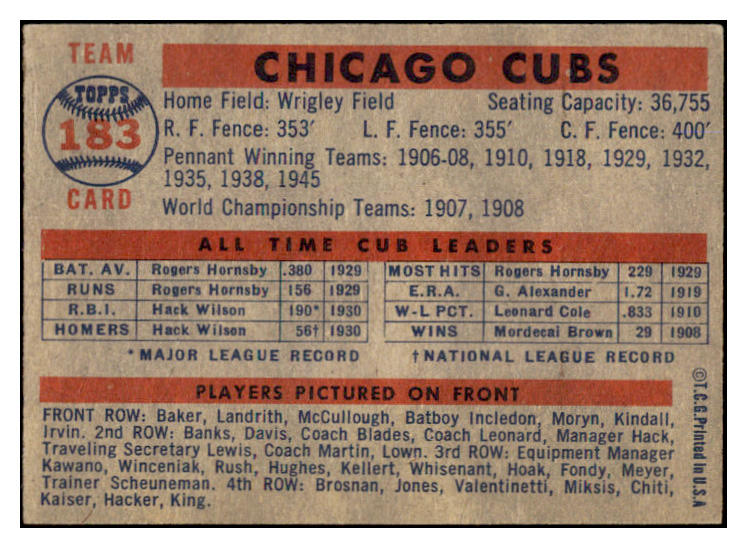 TEAM
TOPPS
183
CARD
CHICAGO CUBS
Home Field: Wrigley Field Seating Capacity: 36,755
R. F. Fence: 353′ L. F. Fence: 355′ C. F. Fence: 400′
Pennant Winning Teams: 1906-08, 1910, 1918, 1929, 1932,
1935, 1938, 1945
World Championship Teams: 1907, 1908
ALL TIME CUB LEADERS
BAT. AV. Rogers Hornsby .380 1929
RUNS Rogers Hornsby 156 1929
R.B.I. Hack Wilson 190* 1930
HOMERS Hack Wilson 56† 1930
MOST HITS Rogers Hornsby 229 1929
E.R.A. G. Alexander 1.72 1919
W-L PCT. Leonard Cole .833 1910
WINS Mordecai Brown 29 1908
*MAJOR LEAGUE RECORD †NATIONAL LEAGUE RECORD
PLAYERS PICTURED ON FRONT
FRONT ROW: Baker, Landrith, McCullough, Batboy Incledon, Moryn, Kindall,
Irvin. 2nd ROW: Banks, Davis, Coach Blades, Coach Leonard, Manager Hack,
Traveling Secretary Lewis, Coach Martin, Lown. 3rd ROW: Equipment Manager
Kawano, Winceniak, Rush, Hughes, Kellert, Whisenant, Hoak, Fondy, Meyer,
Trainer Scheuneman. 4th ROW: Brosnan, Jones, Valentinetti, Miksis, Chiti,
Kaiser, Hacker, King.
©T.C.G. Printed in U.S.A